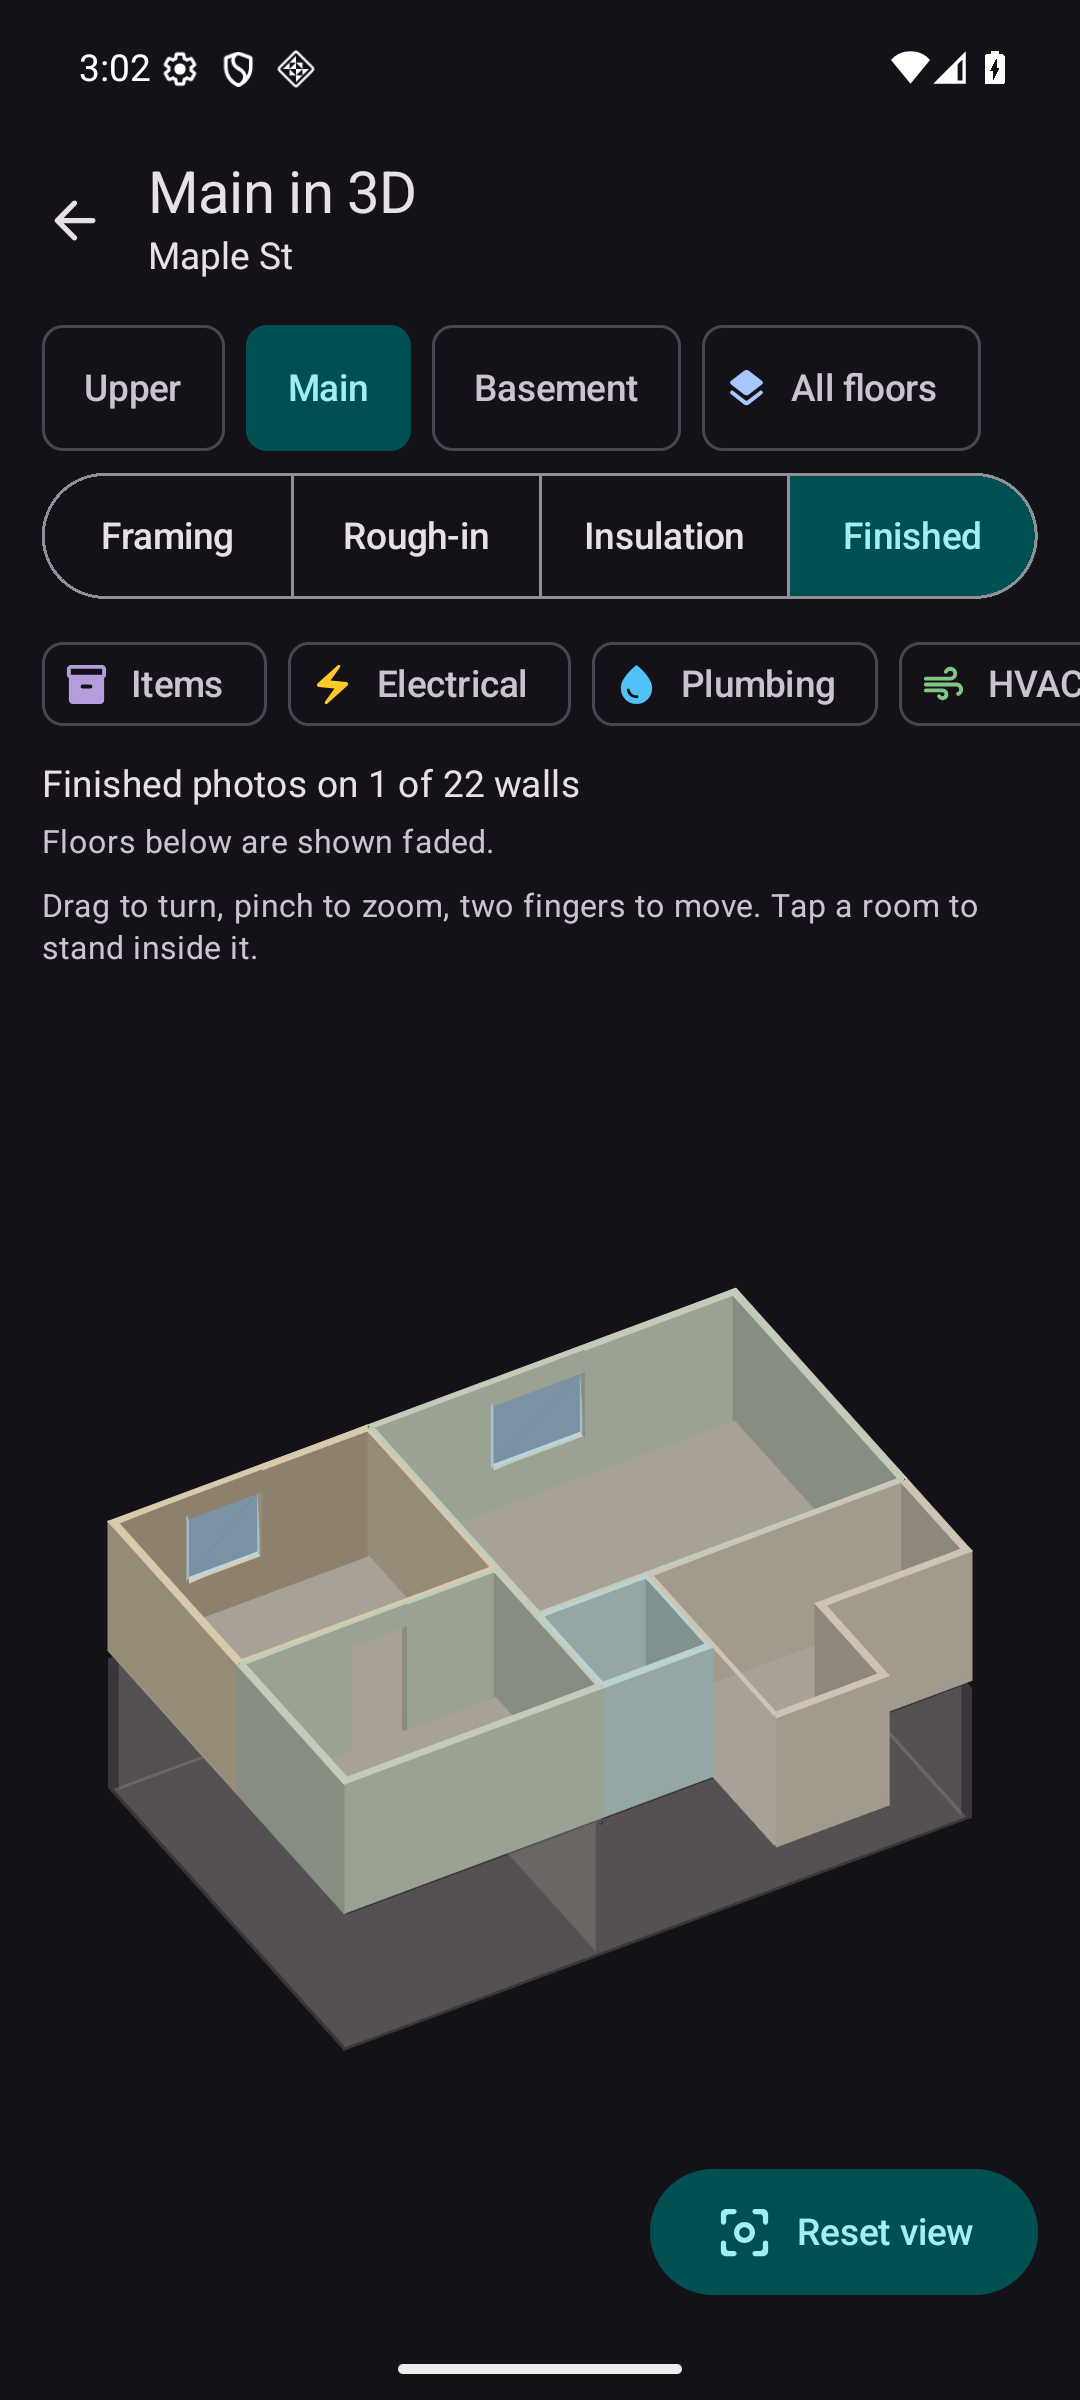 3:02
Main in 3D
Maple St
Upper
Main
Basement
All floors
Framing
Rough-in
Insulation
Finished
Items
Electrical
Plumbing
HVAC
Finished photos on 1 of 22 walls
Floors below are shown faded.
Drag to turn, pinch to zoom, two fingers to move. Tap a room to
stand inside it.
Reset view